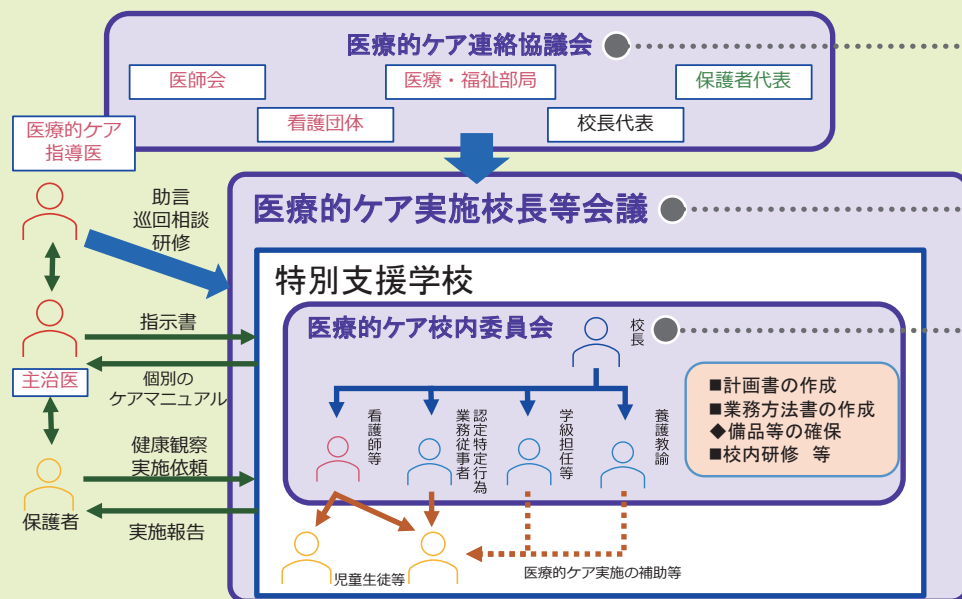 医療的ケア連絡協議会
医師会
医療・福祉部局
保護者代表
看護団体
校長代表
医療的ケア
指導医
助言
巡回相談
研修
医療的ケア実施校長等会議
特別支援学校
医療的ケア校内委員会
校長
指示書
主治医
個別の
ケアマニュアル
■計画書の作成
■業務方法書の作成
◆備品等の確保
■校内研修 等
看護師等
認定特定行為
業務従事者
学級担任等
養護教諭
健康観察
実施依頼
保護者
実施報告
児童生徒等
医療的ケア実施の補助等